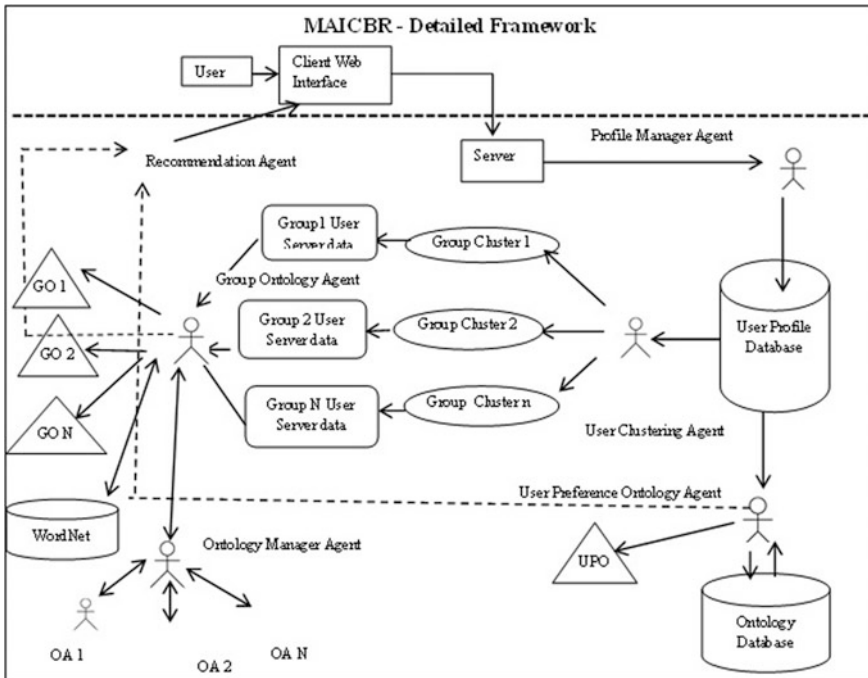 MAICBR - Detailed Framework
User
Client Web
Interface
Profile Manager Agent
Recommendation Agent
Server
Group1 User
Server data
Group Cluster 1
Group Ontology Agent
GO 1
Group 2 User
Server data
Group Cluster 2
User Profile
Database
GO 2
Group N User
Server data
Group Cluster n
GO N
User Clustering Agent
User Preference Ontology Agent
WordNet
Ontology Manager Agent
UPO
Ontology
Database
OA 1
OA 2
OA N